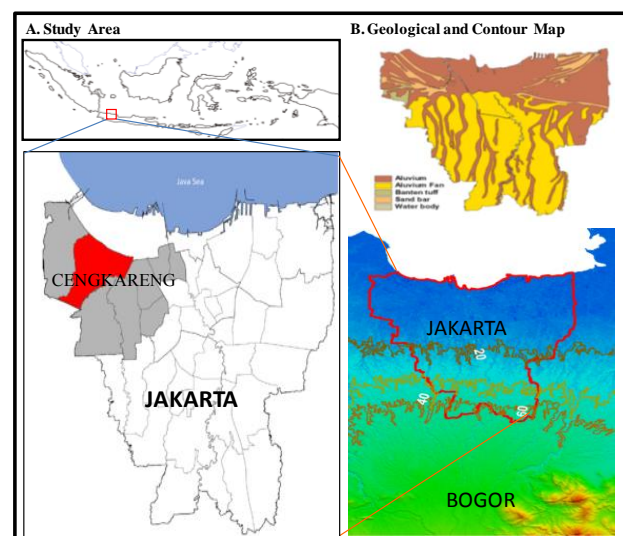 A. Study Area
B. Geological and Contour Map
Java Sea
CENGKARENG
JAKARTA
Aluvium
Aluvium Fan
Banten tuff
Sand bar
Water body
JAKARTA
20
40
60
BOGOR